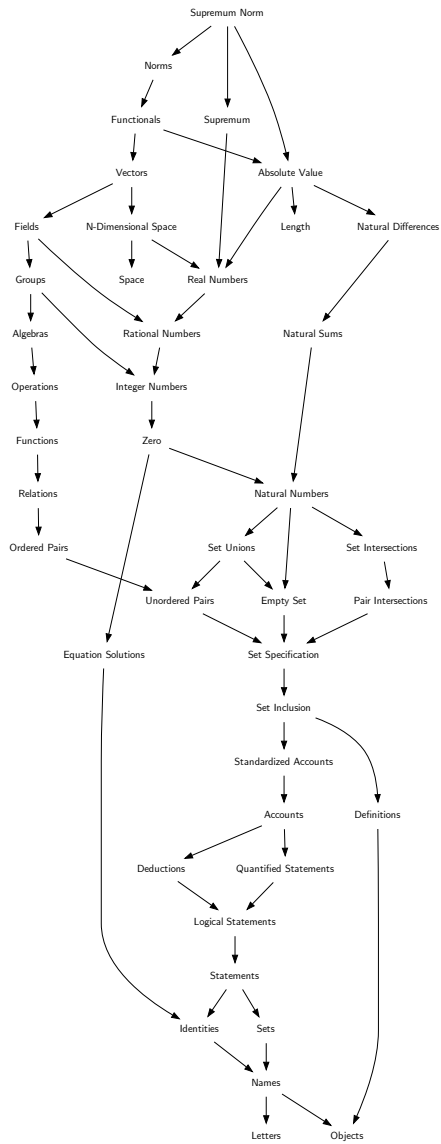 Supremum Norm
Norms
Functionals
Supremum
Vectors
Absolute Value
Fields
N-Dimensional Space
Length
Natural Differences
Groups
Space
Real Numbers
Algebras
Rational Numbers
Natural Sums
Operations
Integer Numbers
Functions
Zero
Relations
Natural Numbers
Ordered Pairs
Set Unions
Set Intersections
Unordered Pairs
Empty Set
Pair Intersections
Equation Solutions
Set Specification
Set Inclusion
Standardized Accounts
Accounts
Definitions
Deductions
Quantified Statements
Logical Statements
Statements
Identities
Sets
Names
Letters
Objects